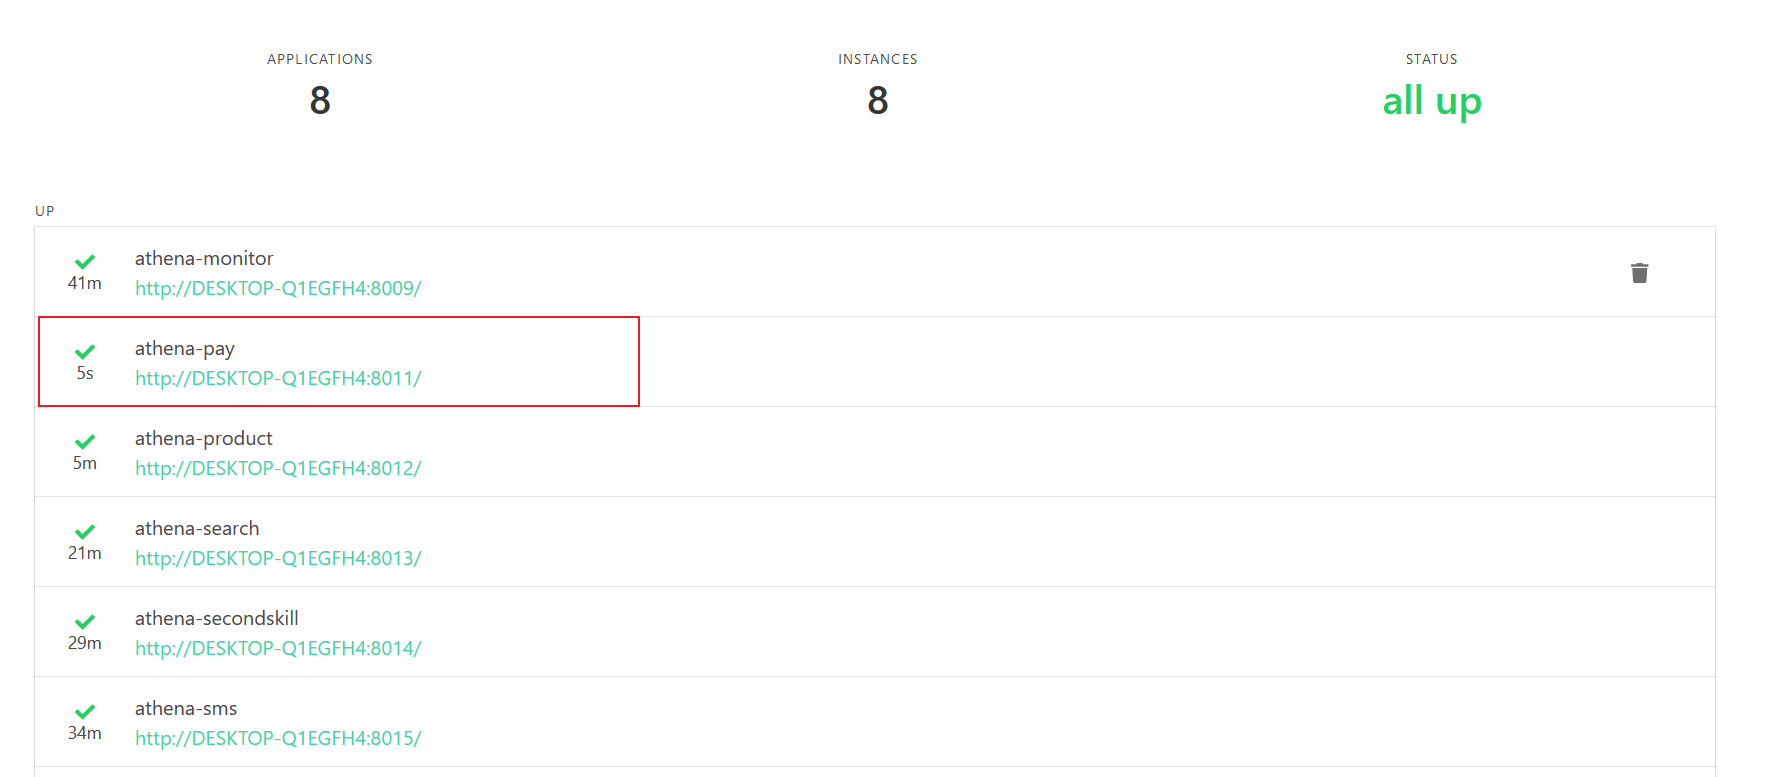 APPLICATIONS
8
INSTANCES
8
STATUS
all up
UP
athena-monitor
41m
http://DESKTOP-Q1EGFH4:8009/
athena-pay
5s
http://DESKTOP-Q1EGFH4:8011/
athena-product
5m
http://DESKTOP-Q1EGFH4:8012/
athena-search
21m
http://DESKTOP-Q1EGFH4:8013/
athena-secondskill
29m
http://DESKTOP-Q1EGFH4:8014/
athena-sms
34m
http://DESKTOP-Q1EGFH4:8015/